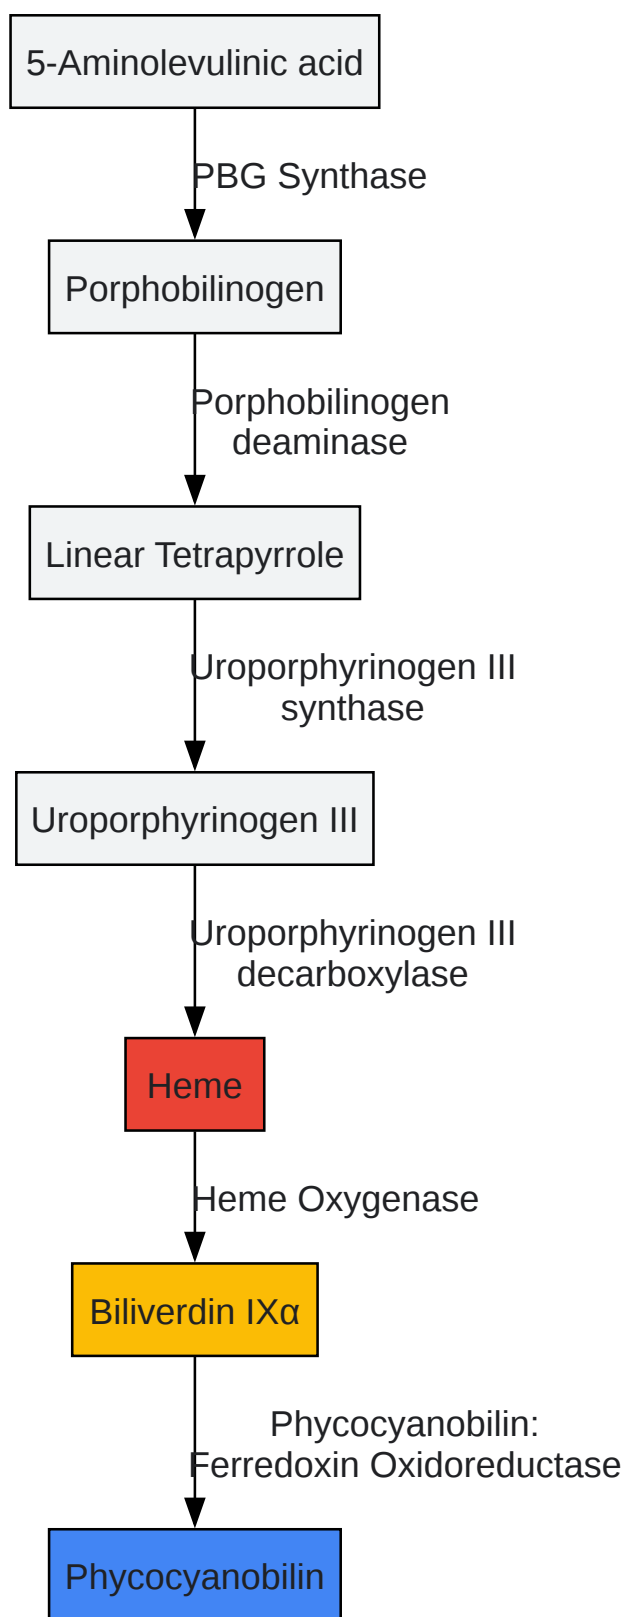 5-Aminolevulinic acid
PBG Synthase
Porphobilinogen
Porphobilinogen
deaminase
Linear Tetrapyrrole
Uroporphyrinogen III
synthase
Uroporphyrinogen III
Uroporphyrinogen III
decarboxylase
Heme
Heme Oxygenase
Biliverdin IXα
Phycocyanobilin:
Ferredoxin Oxidoreductase
Phycocyanobilin